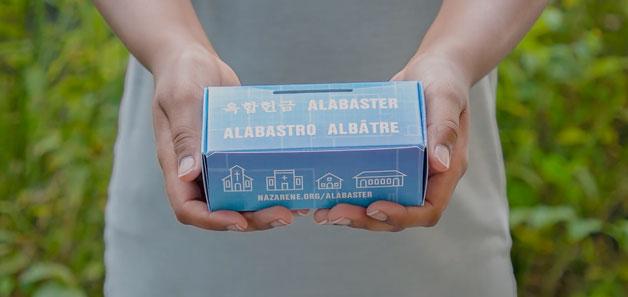 옥합헌금 ALABASTER
ALABASTRO ALBÂTRE
NAZARENE.ORG/ALABASTER